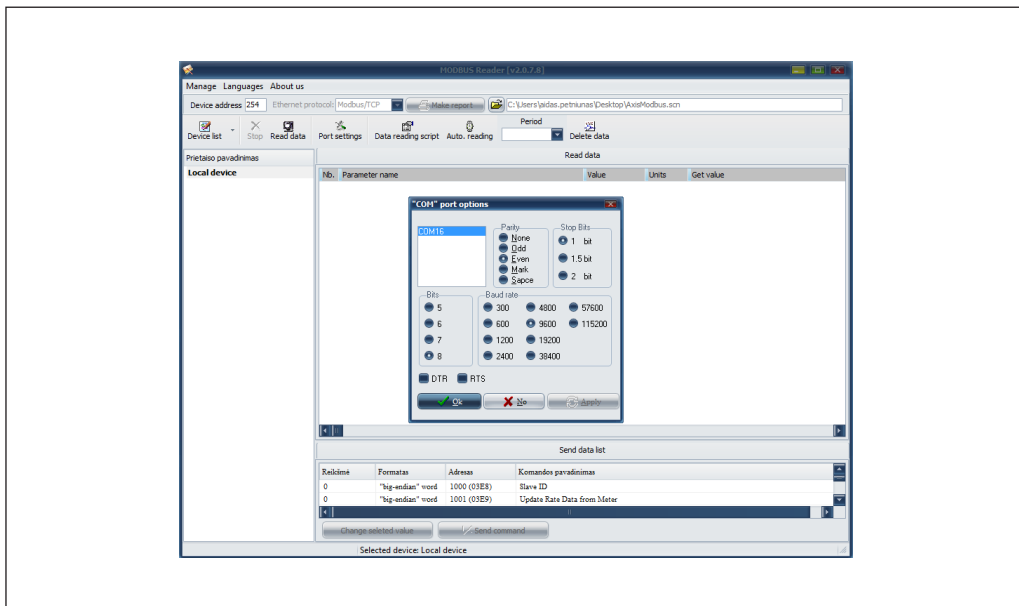 MODBUS Reader [v2.8.7.8]
Manage Languages About us
Device address 254 Ethernet protocol: Modbus/TCP Make report C:\Users\aidas.petniunas\Desktop\AxisModbus.scn
Device list Stop Read data Port settings Data reading script Auto. reading Period Delete data
Prietaiso pavadinimas
Local device
Read data
Nb. Parameter name Value Units Get value
"COM" port options
COM16
Parity
None
Odd
Even
Mark
Sapce
Stop Bits
1 bit
1.5 bit
2 bit
Bits
5
6
7
8
Baud rate
300 4800 57600
600 9600 115200
1200 19200
2400 38400
DTR RTS
Ok No Apply
Send data list
Reikšmė Formatas Adresas Komandos pavadinimas
0 "big-endian" word 1000 (03E8) Slave ID
0 "big-endian" word 1001 (03E9) Update Rate Data from Meter
Change seleted value Send command
Selected device: Local device